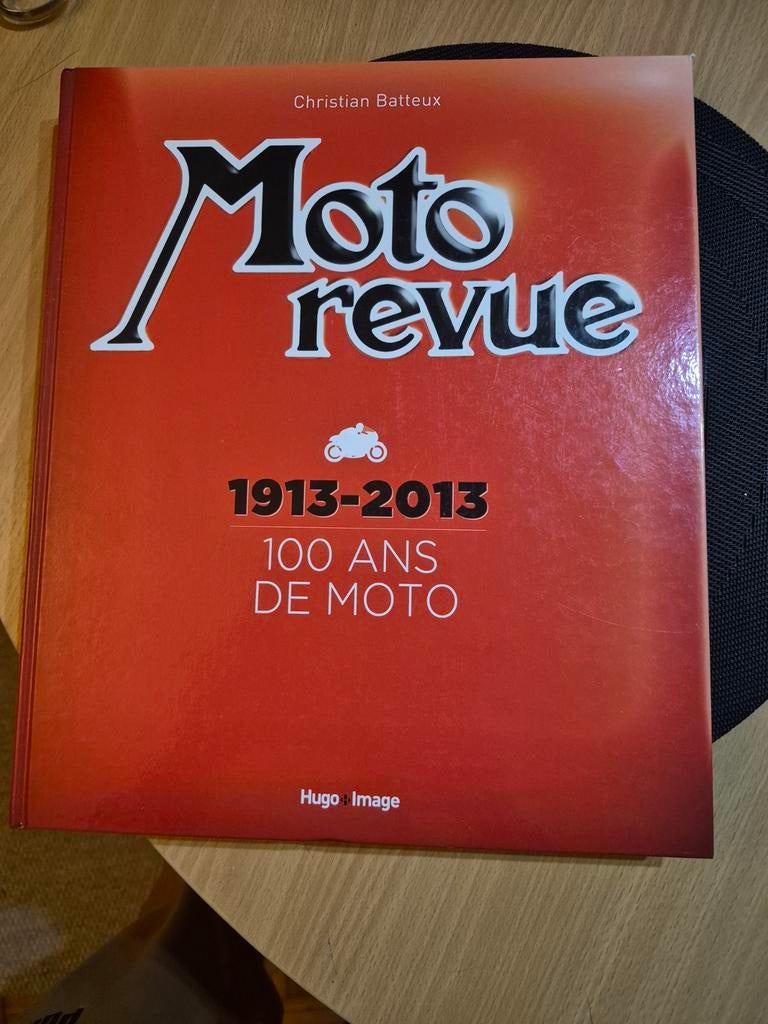 Christian Batteux
Moto
revue
1913-2013
100 ANS
DE MOTO
Hugo Image